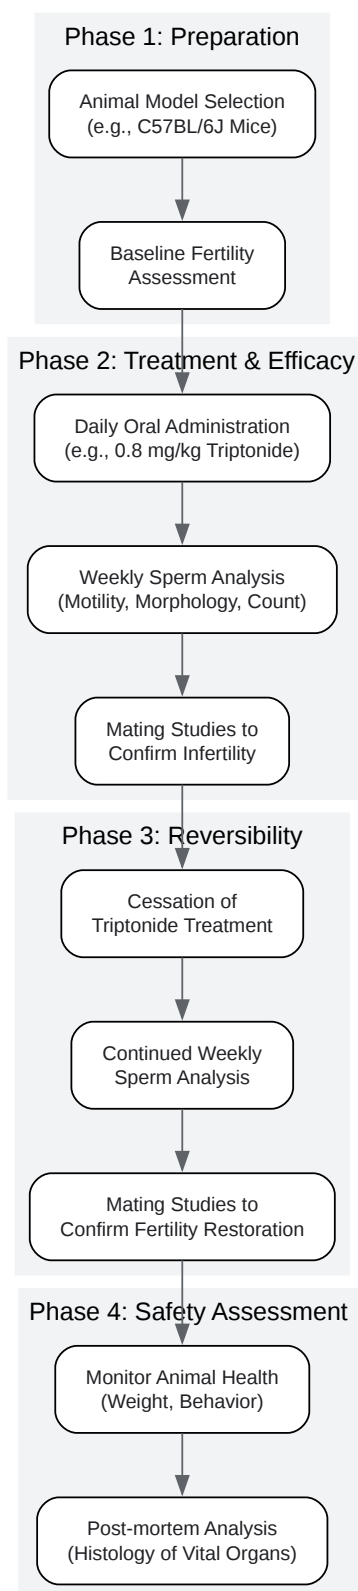 Phase 1: Preparation
Animal Model Selection
(e.g., C57BL/6J Mice)
Baseline Fertility
Assessment
Phase 2: Treatment & Efficacy
Daily Oral Administration
(e.g., 0.8 mg/kg Triptonide)
Weekly Sperm Analysis
(Motility, Morphology, Count)
Mating Studies to
Confirm Infertility
Phase 3: Reversibility
Cessation of
Triptonide Treatment
Continued Weekly
Sperm Analysis
Mating Studies to
Confirm Fertility Restoration
Phase 4: Safety Assessment
Monitor Animal Health
(Weight, Behavior)
Post-mortem Analysis
(Histology of Vital Organs)